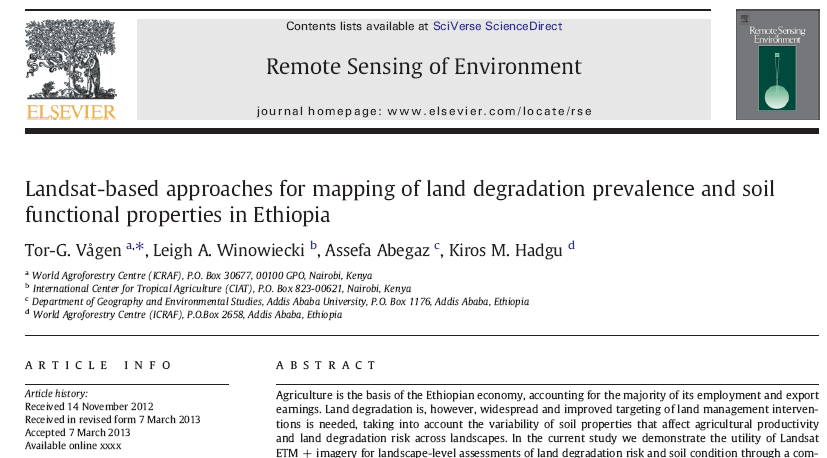 Contents lists available at SciVerse ScienceDirect
Remote Sensing of Environment
journal homepage: www.elsevier.com/locate/rse
ELSEVIER
Remote Sensing
Environment
Landsat-based approaches for mapping of land degradation prevalence and soil
functional properties in Ethiopia
Tor-G. Vågen a,*, Leigh A. Winowiecki b, Assefa Abegaz c, Kiros M. Hadgu d
a World Agroforestry Centre (ICRAF), P.O. Box 30677, 00100 GPO, Nairobi, Kenya
b International Center for Tropical Agriculture (CIAT), P.O. Box 823-00621, Nairobi, Kenya
c Department of Geography and Environmental Studies, Addis Ababa University, P.O. Box 1176, Addis Ababa, Ethiopia
d World Agroforestry Centre (ICRAF), P.O.Box 2658, Addis Ababa, Ethiopia
ARTICLE INFO
Article history:
Received 14 November 2012
Received in revised form 7 March 2013
Accepted 7 March 2013
Available online xxxx
ABSTRACT
Agriculture is the basis of the Ethiopian economy, accounting for the majority of its employment and export
earnings. Land degradation is, however, widespread and improved targeting of land management interven-
tions is needed, taking into account the variability of soil properties that affect agricultural productivity
and land degradation risk across landscapes. In the current study we demonstrate the utility of Landsat
ETM + imagery for landscape-level assessments of land degradation risk and soil condition through a com-